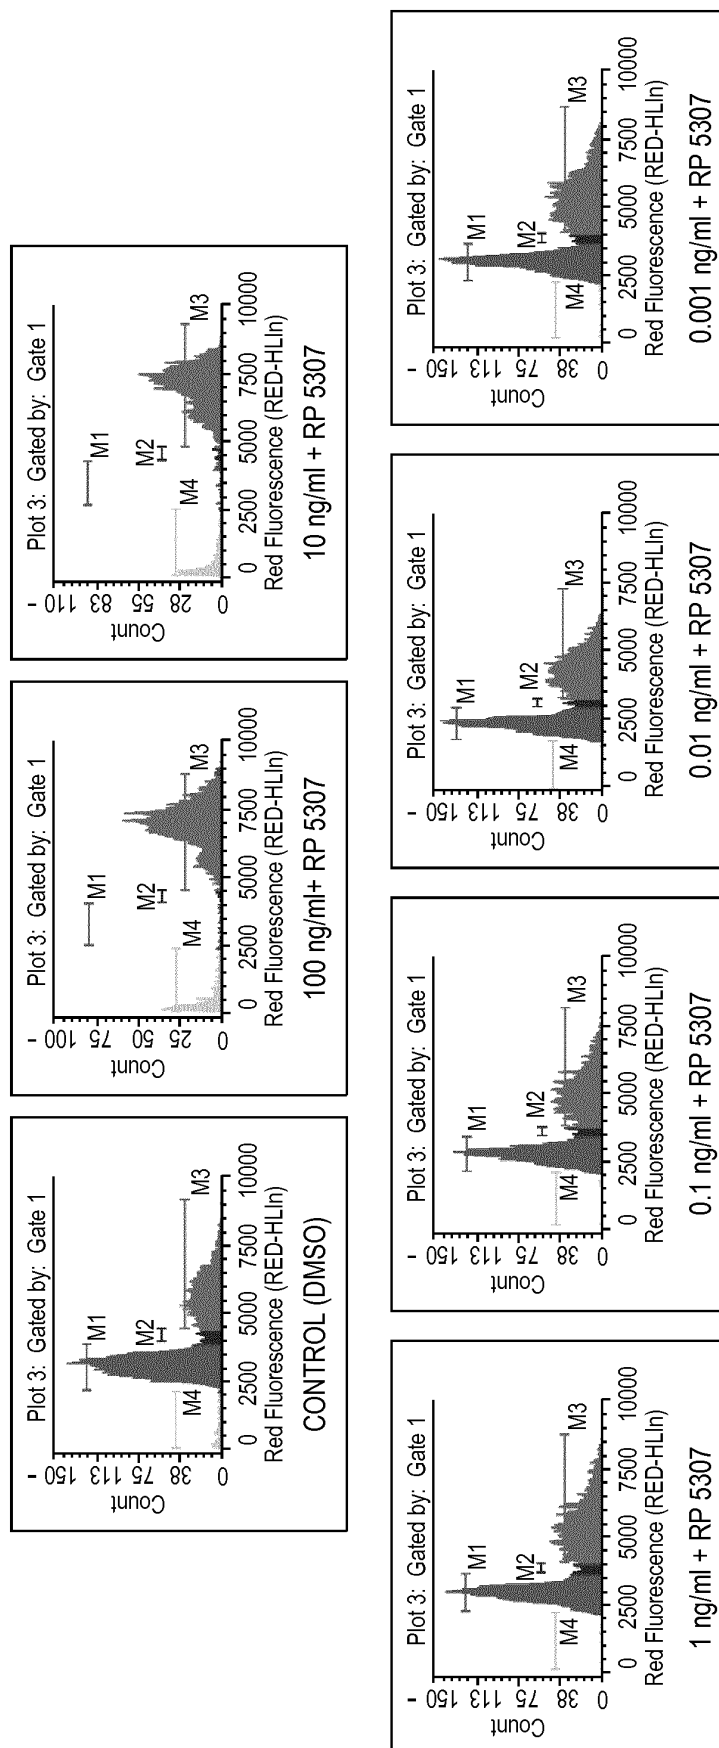 Plot 3: Gated by: Gate 1
- 150 113 75 38 0
Count
M1
M2
M3
M4
0 2500 5000 7500 10000
Red Fluorescence (RED-HLIn)
CONTROL (DMSO)
Plot 3: Gated by: Gate 1
- 100 75 50 25 0
Count
M1
M2
M3
M4
0 2500 5000 7500 10000
Red Fluorescence (RED-HLIn)
100 ng/ml+ RP 5307
Plot 3: Gated by: Gate 1
- 110 83 55 28 0
Count
M1
M2
M3
M4
0 2500 5000 7500 10000
Red Fluorescence (RED-HLIn)
10 ng/ml + RP 5307
Plot 3: Gated by: Gate 1
- 150 113 75 38 0
Count
M1
M2
M3
M4
0 2500 5000 7500 10000
Red Fluorescence (RED-HLIn)
1 ng/ml + RP 5307
Plot 3: Gated by: Gate 1
- 150 113 75 38 0
Count
M1
M2
M3
M4
0 2500 5000 7500 10000
Red Fluorescence (RED-HLIn)
0.1 ng/ml + RP 5307
Plot 3: Gated by: Gate 1
- 150 113 75 38 0
Count
M1
M2
M3
M4
0 2500 5000 7500 10000
Red Fluorescence (RED-HLIn)
0.01 ng/ml + RP 5307
Plot 3: Gated by: Gate 1
- 150 113 75 38 0
Count
M1
M2
M3
M4
0 2500 5000 7500 10000
Red Fluorescence (RED-HLIn)
0.001 ng/ml + RP 5307